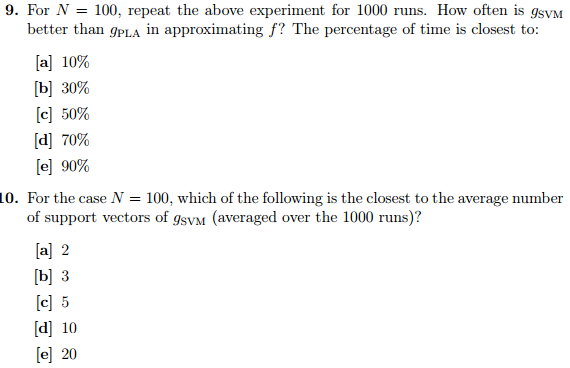 9. For N = 100, repeat the above experiment for 1000 runs. How often is gSVM
better than gPLA in approximating f? The percentage of time is closest to:
[a] 10%
[b] 30%
[c] 50%
[d] 70%
[e] 90%
10. For the case N = 100, which of the following is the closest to the average number
of support vectors of gSVM (averaged over the 1000 runs)?
[a] 2
[b] 3
[c] 5
[d] 10
[e] 20